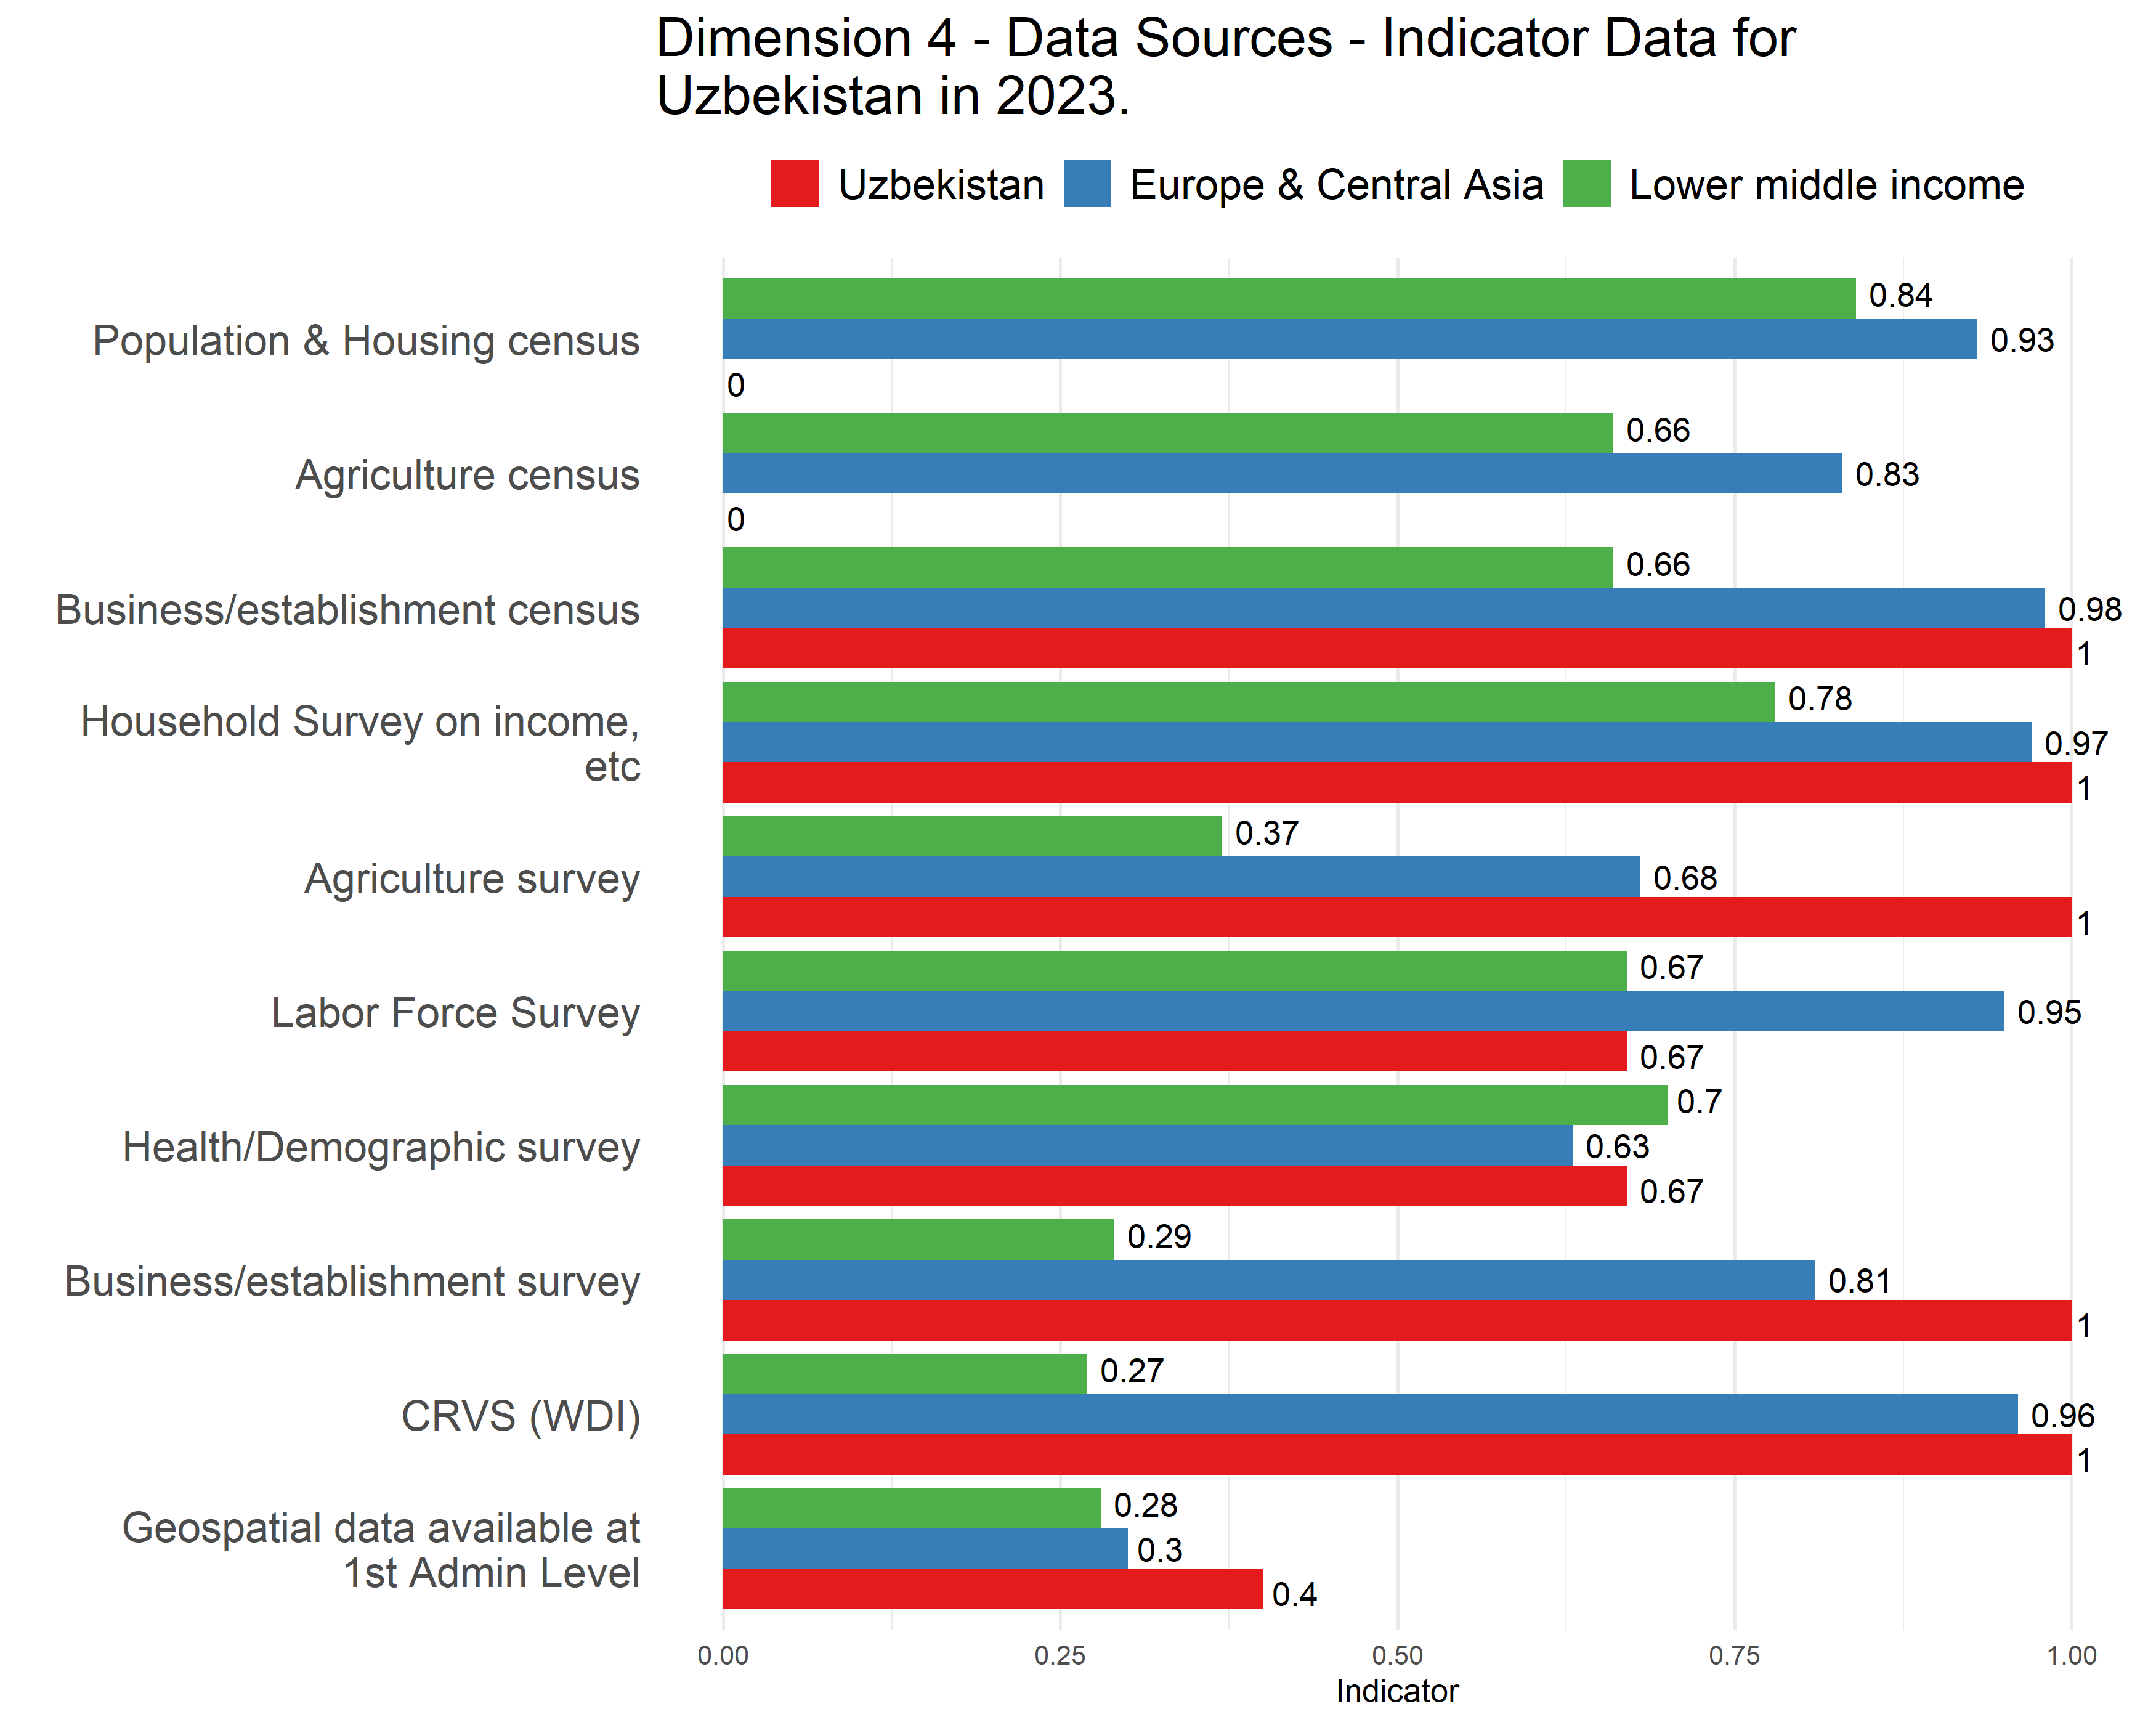 Dimension 4 - Data Sources - Indicator Data for
Uzbekistan in 2023.
Uzbekistan Europe & Central Asia Lower middle income
Population & Housing census
0.84
0.93
0
Agriculture census
0.66
0.83
0
Business/establishment census
0.66
0.98
1
Household Survey on income,
etc
0.78
0.97
1
Agriculture survey
0.37
0.68
1
Labor Force Survey
0.67
0.95
0.67
Health/Demographic survey
0.7
0.63
0.67
Business/establishment survey
0.29
0.81
1
CRVS (WDI)
0.27
0.96
1
Geospatial data available at
1st Admin Level
0.28
0.3
0.4
0.00 0.25 0.50 0.75 1.00
Indicator